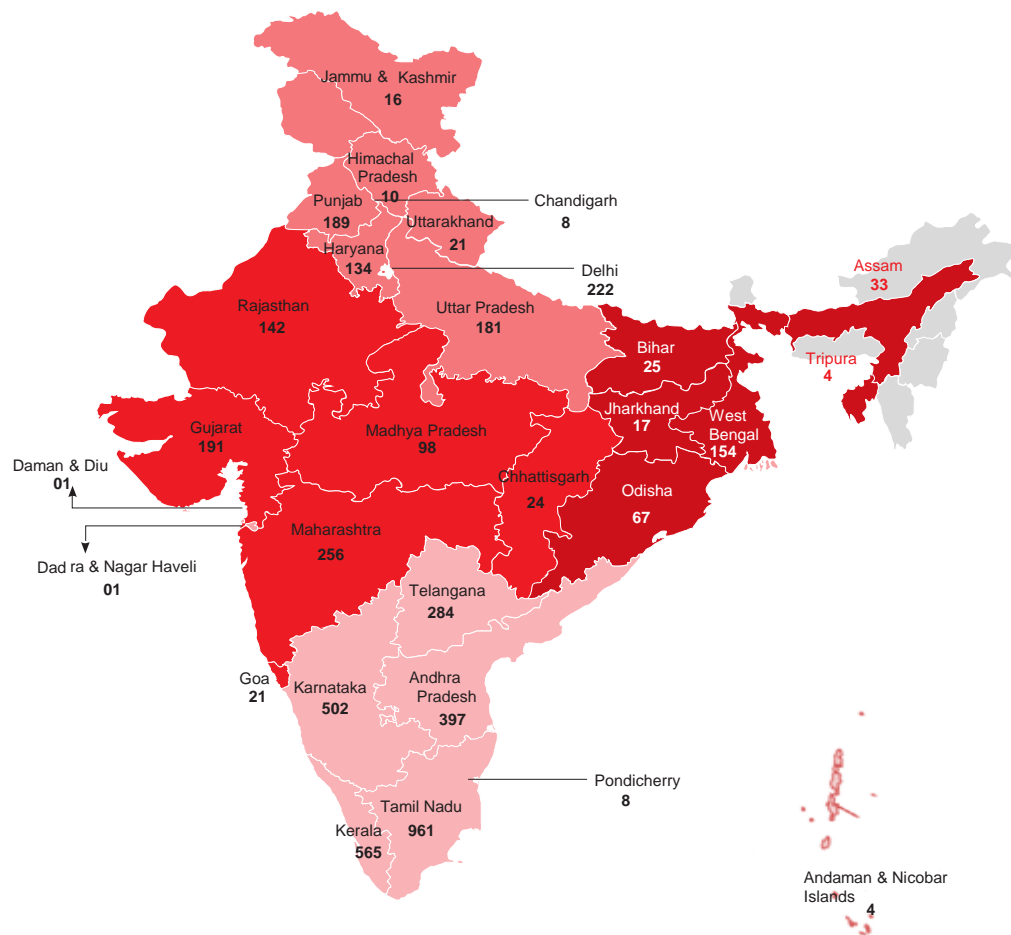 Jammu & Kashmir
16
Himachal
Pradesh
10
Punjab
189
Chandigarh
8
Uttarakhand
21
Haryana
134
Delhi
222
Assam
33
Rajasthan
142
Uttar Pradesh
181
Bihar
25
Tripura
4
Jharkhand
17
West
Bengal
154
Gujarat
191
Madhya Pradesh
98
Daman & Diu
01
Chhattisgarh
24
Odisha
67
Maharashtra
256
Dad ra & Nagar Haveli
01
Telangana
284
Goa
21
Karnataka
502
Andhra
Pradesh
397
Pondicherry
8
Tamil Nadu
961
Kerala
565
Andaman & Nicobar
Islands
4